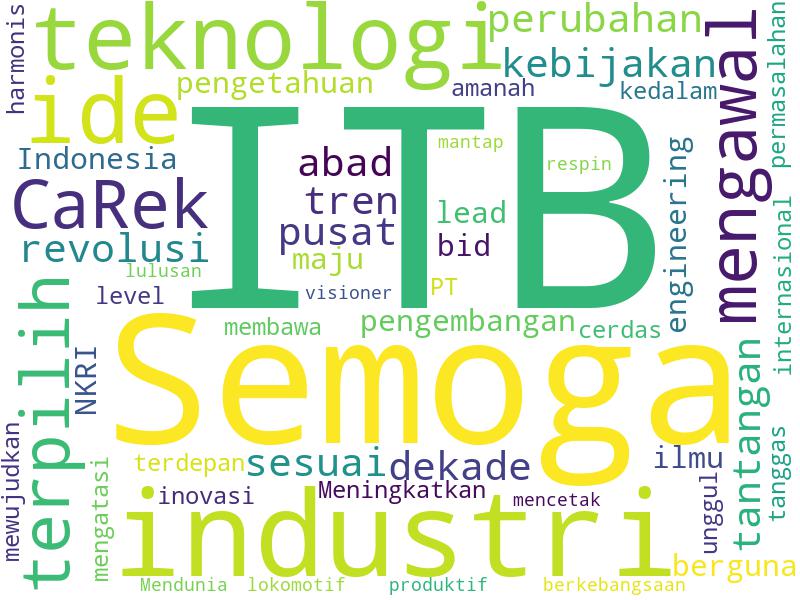 harmonis
teknologi
perubahan
mengawal
permasalahan
kebijakan
pengetahuan
amanah
kedalam
ide
ITB
mantap
Indonesia
abad
respin
engineering
CaRek
tren
lead
revolusi
pusat
bid
maju
internasional
lulusan
level
visioner
PT
terpilih
membawa
pengembangan
cerdas
Semoga
NKRI
tantangan
mewujudkan
terdepan
sesuai
dekade
ilmu
tanggas
mengatasi
inovasi
Meningkatkan
mencetak
unggul
industri
berguna
Mendunia
lokomotif
produktif
berkebangsaan